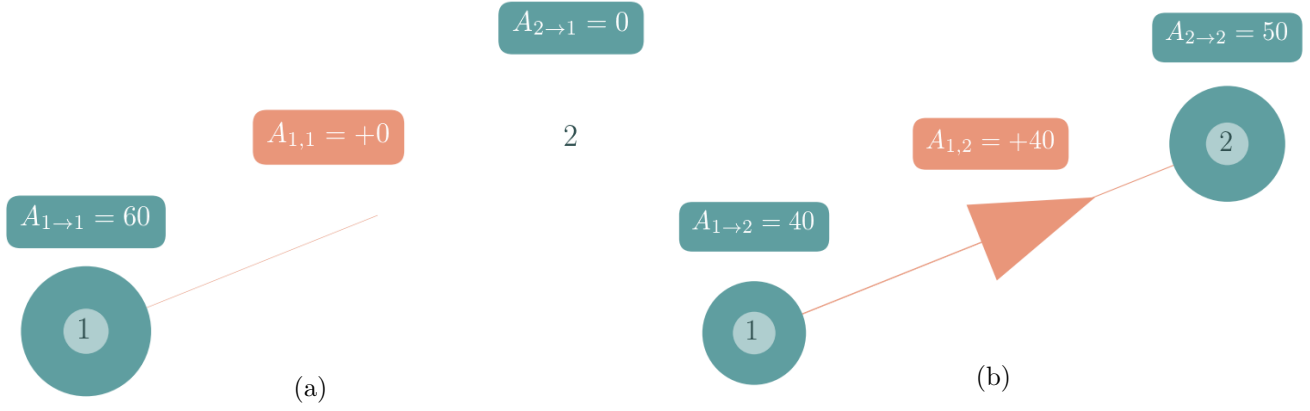 A_{2→1} = 0
A_{1,1} = +0
2
A_{1→1} = 60
1
(a)
A_{2→2} = 50
A_{1,2} = +40
2
A_{1→2} = 40
1
(b)